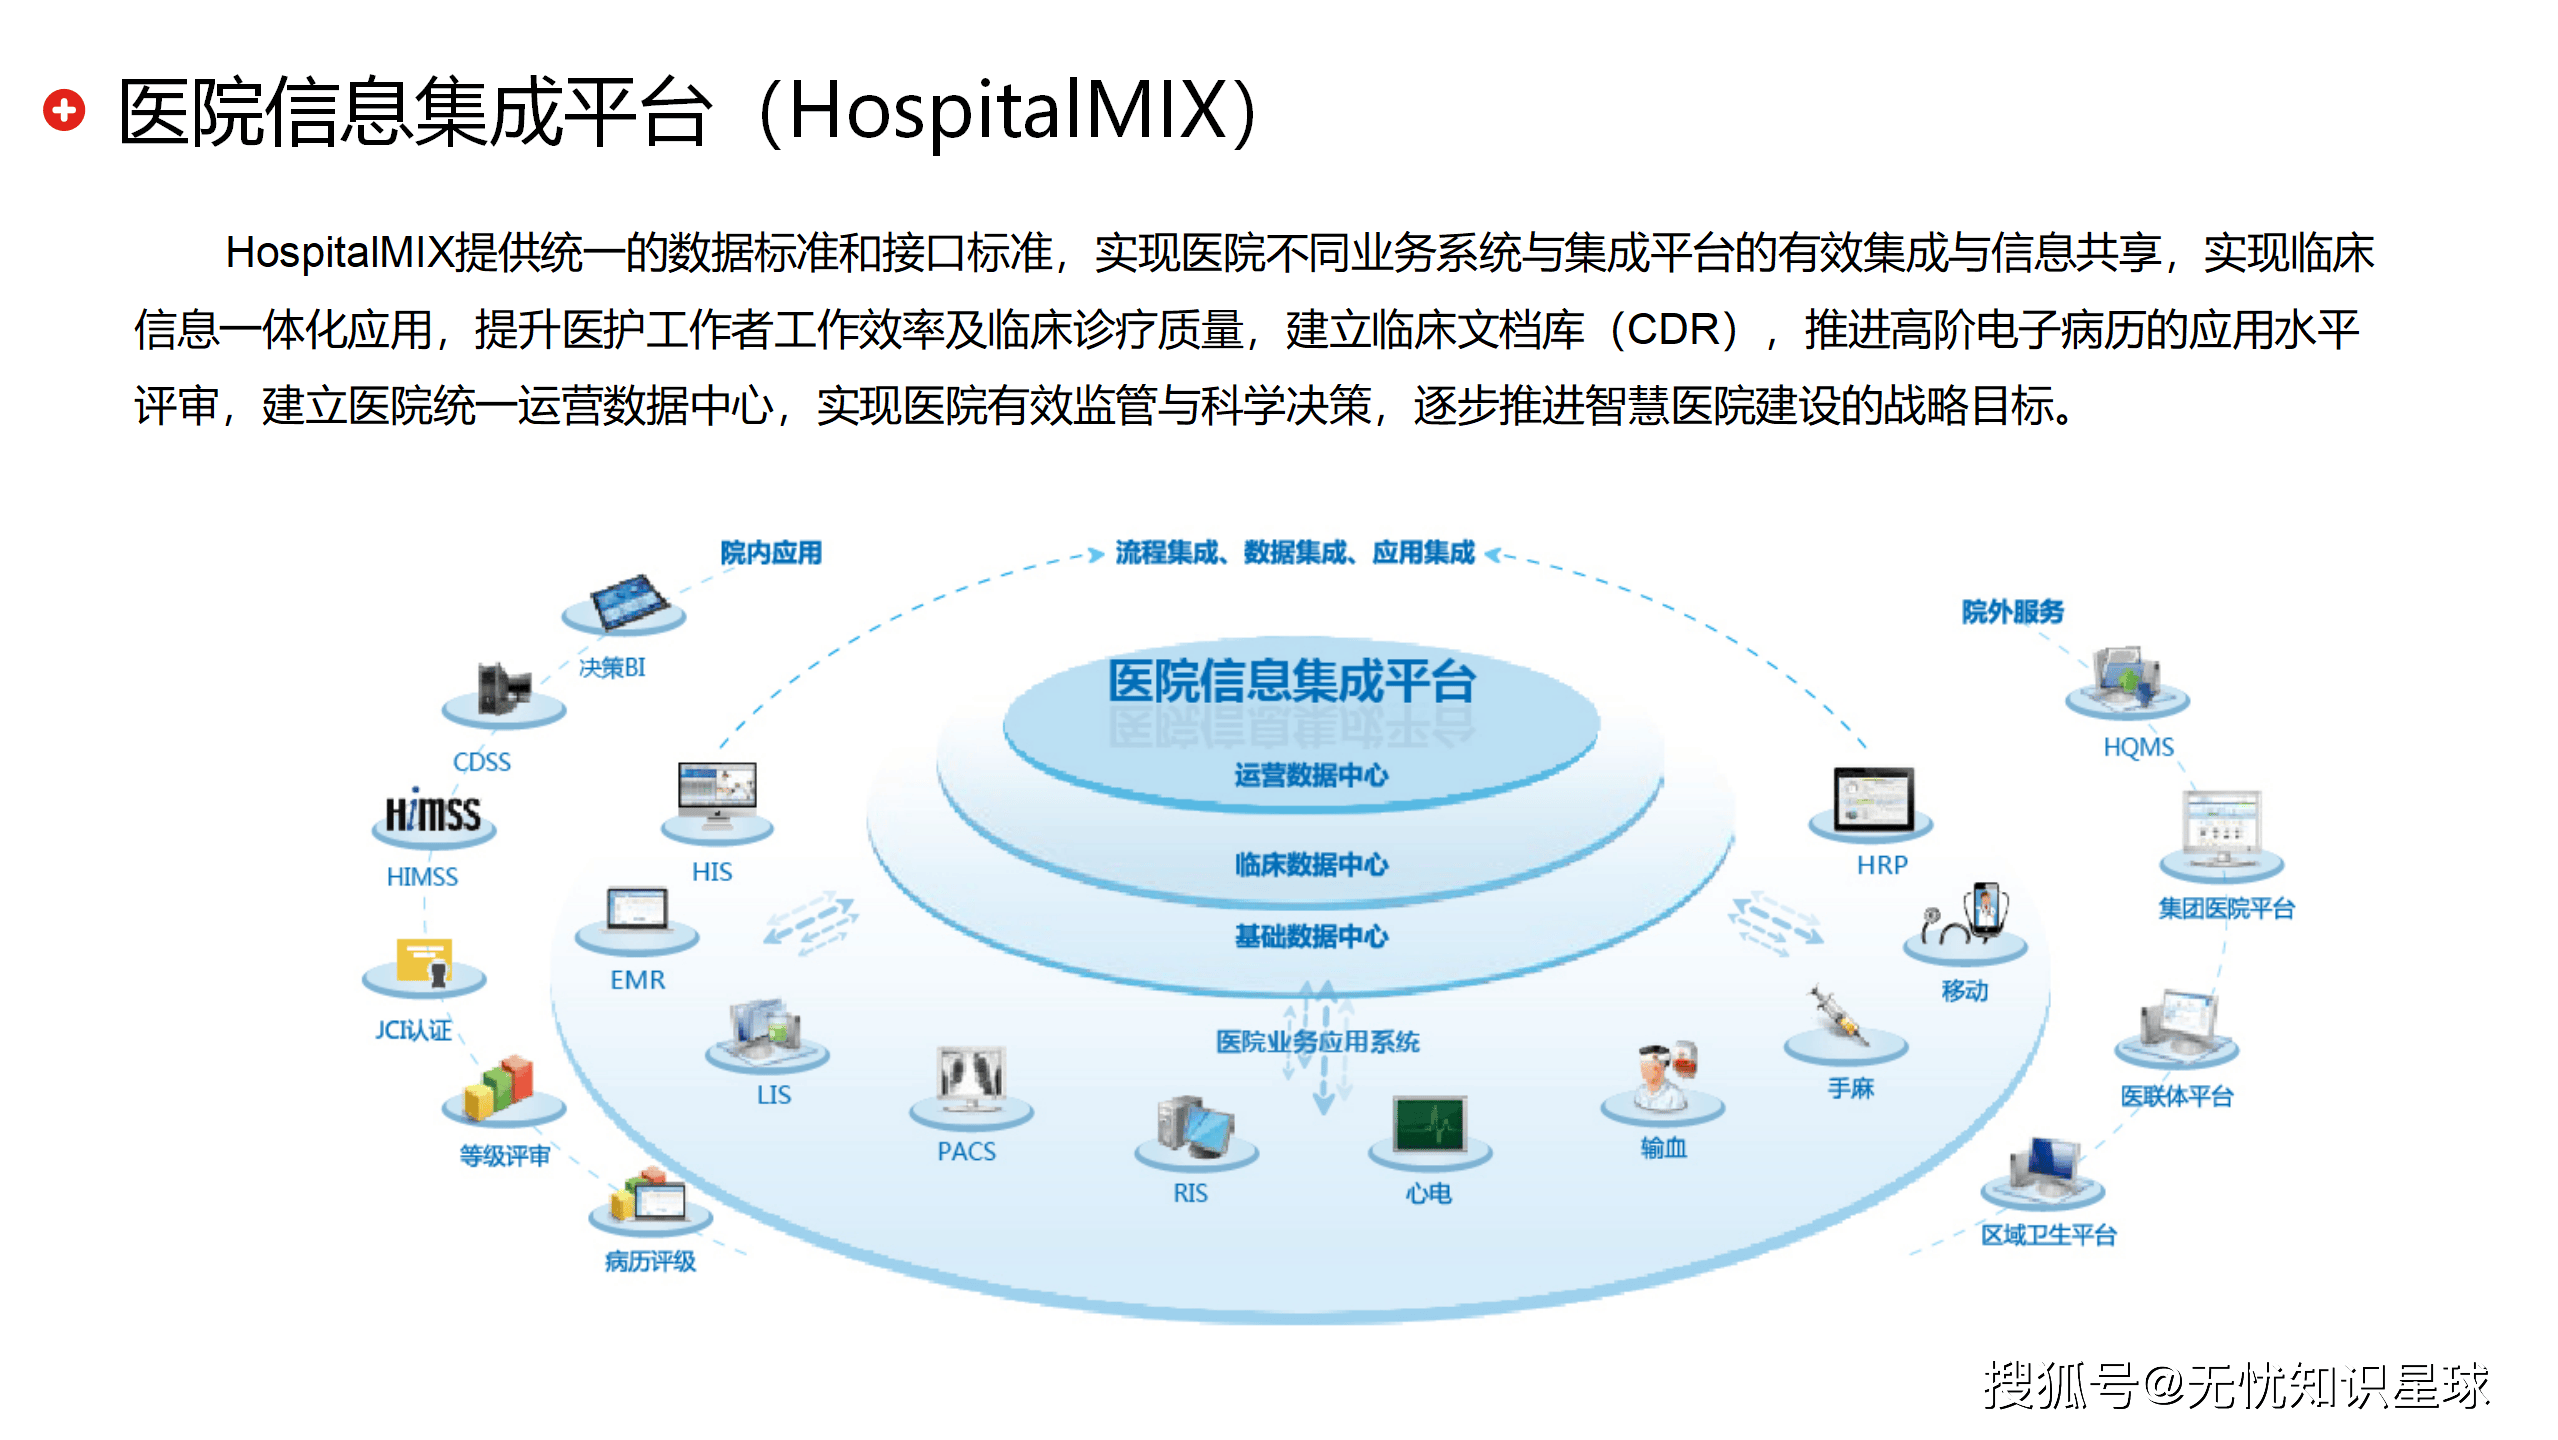 医院信息集成平台（HospitalMIX）
HospitalMIX提供统一的数据标准和接口标准，实现医院不同业务系统与集成平台的有效集成与信息共享，实现临床
信息一体化应用，提升医护工作者工作效率及临床诊疗质量，建立临床文档库（CDR），推进高阶电子病历的应用水平
评审，建立医院统一运营数据中心，实现医院有效监管与科学决策，逐步推进智慧医院建设的战略目标。
院内应用
流程集成、数据集成、应用集成
院外服务
决策BI
CDSS
HiMSS
HIMSS
JCI认证
等级评审
病历评级
医院信息集成平台
运营数据中心
临床数据中心
基础数据中心
医院业务应用系统
HIS
EMR
LIS
PACS
RIS
心电
输血
手麻
移动
HRP
HQMS
集团医院平台
医联体平台
区域卫生平台
搜狐号@无忧知识星球